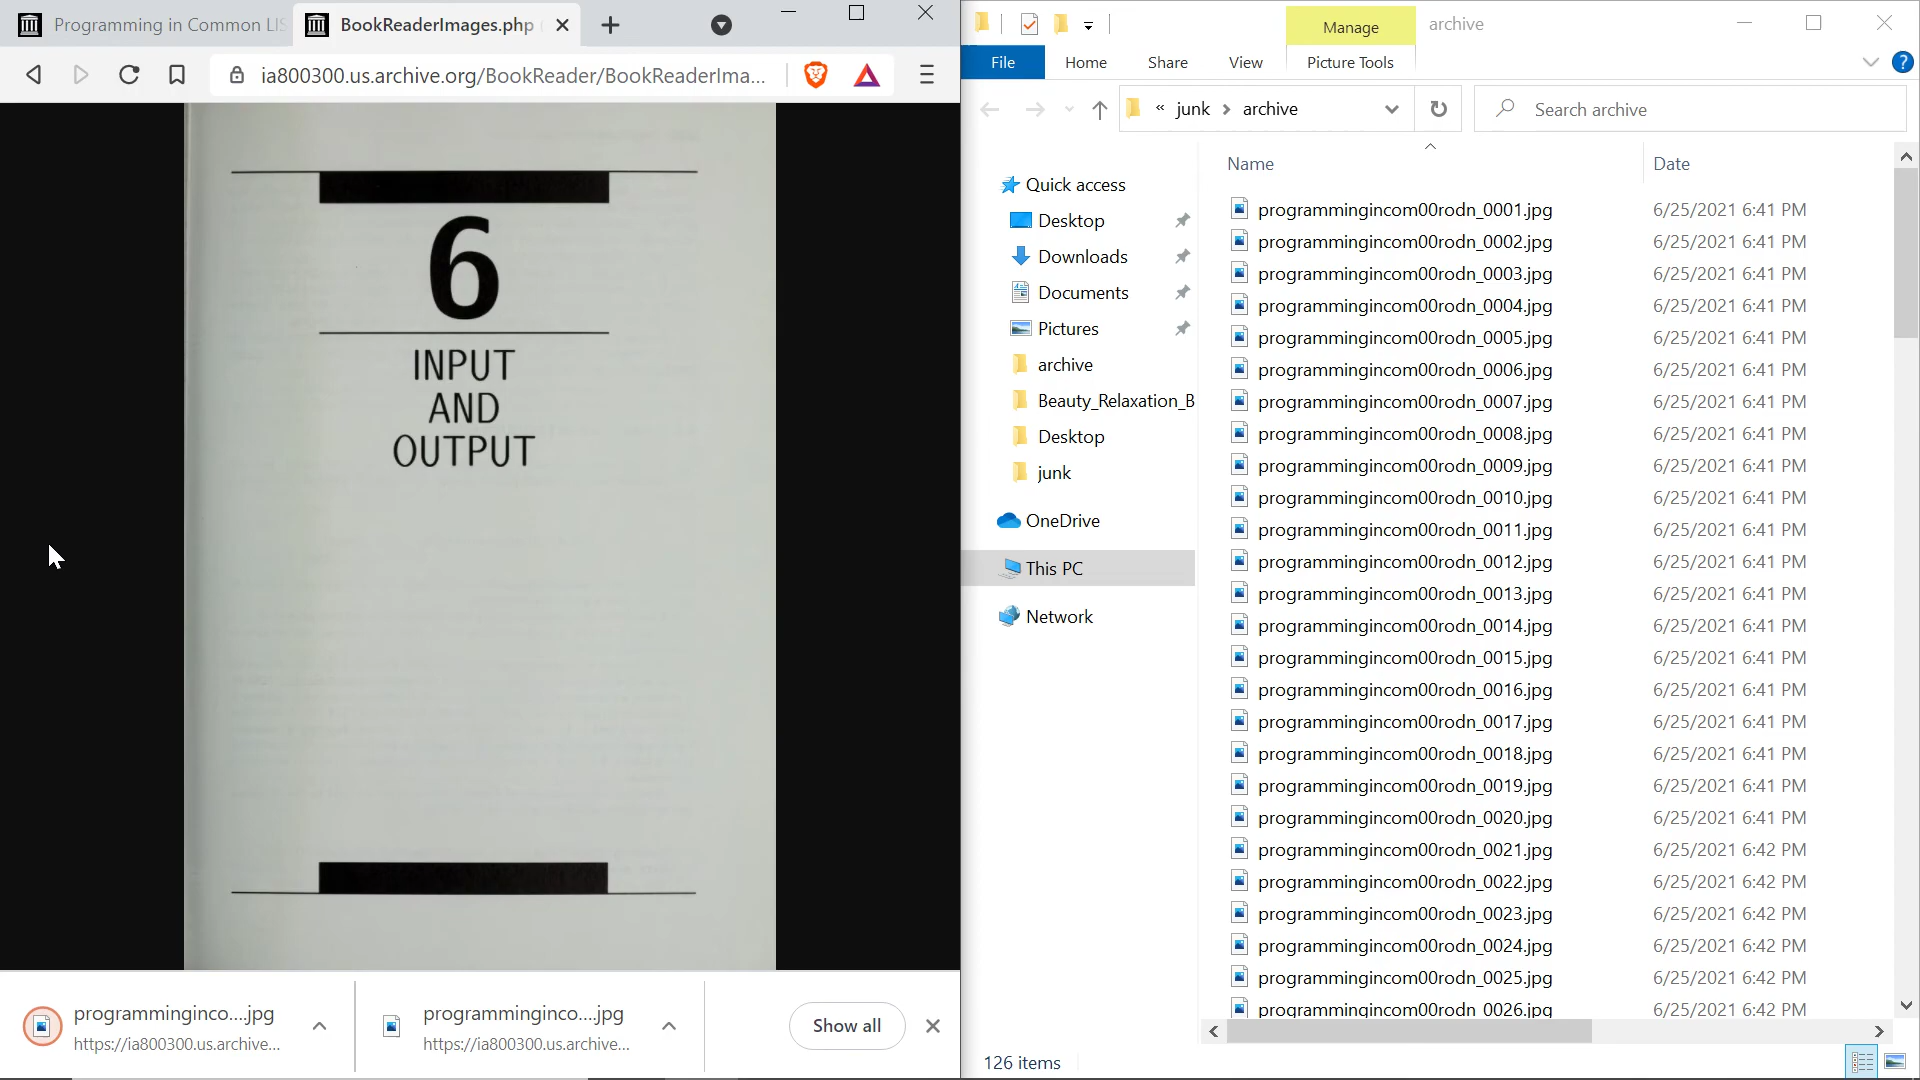 Programming in Common LIS
BookReaderImages.php
ia800300.us.archive.org/BookReader/BookReaderIma...
6
INPUT
AND
OUTPUT
programminginco....jpg
https://ia800300.us.archive...
programminginco....jpg
https://ia800300.us.archive...
Show all
Manage
archive
File
Home
Share
View
Picture Tools
?
« junk > archive
Search archive
Quick access
Desktop
Downloads
Documents
Pictures
archive
Beauty_Relaxation_B
Desktop
junk
OneDrive
This PC
Network
Name Date
programmingincom00rodn_0001.jpg 6/25/2021 6:41 PM
programmingincom00rodn_0002.jpg 6/25/2021 6:41 PM
programmingincom00rodn_0003.jpg 6/25/2021 6:41 PM
programmingincom00rodn_0004.jpg 6/25/2021 6:41 PM
programmingincom00rodn_0005.jpg 6/25/2021 6:41 PM
programmingincom00rodn_0006.jpg 6/25/2021 6:41 PM
programmingincom00rodn_0007.jpg 6/25/2021 6:41 PM
programmingincom00rodn_0008.jpg 6/25/2021 6:41 PM
programmingincom00rodn_0009.jpg 6/25/2021 6:41 PM
programmingincom00rodn_0010.jpg 6/25/2021 6:41 PM
programmingincom00rodn_0011.jpg 6/25/2021 6:41 PM
programmingincom00rodn_0012.jpg 6/25/2021 6:41 PM
programmingincom00rodn_0013.jpg 6/25/2021 6:41 PM
programmingincom00rodn_0014.jpg 6/25/2021 6:41 PM
programmingincom00rodn_0015.jpg 6/25/2021 6:41 PM
programmingincom00rodn_0016.jpg 6/25/2021 6:41 PM
programmingincom00rodn_0017.jpg 6/25/2021 6:41 PM
programmingincom00rodn_0018.jpg 6/25/2021 6:41 PM
programmingincom00rodn_0019.jpg 6/25/2021 6:41 PM
programmingincom00rodn_0020.jpg 6/25/2021 6:41 PM
programmingincom00rodn_0021.jpg 6/25/2021 6:42 PM
programmingincom00rodn_0022.jpg 6/25/2021 6:42 PM
programmingincom00rodn_0023.jpg 6/25/2021 6:42 PM
programmingincom00rodn_0024.jpg 6/25/2021 6:42 PM
programmingincom00rodn_0025.jpg 6/25/2021 6:42 PM
programmingincom00rodn_0026.jpg 6/25/2021 6:42 PM
126 items